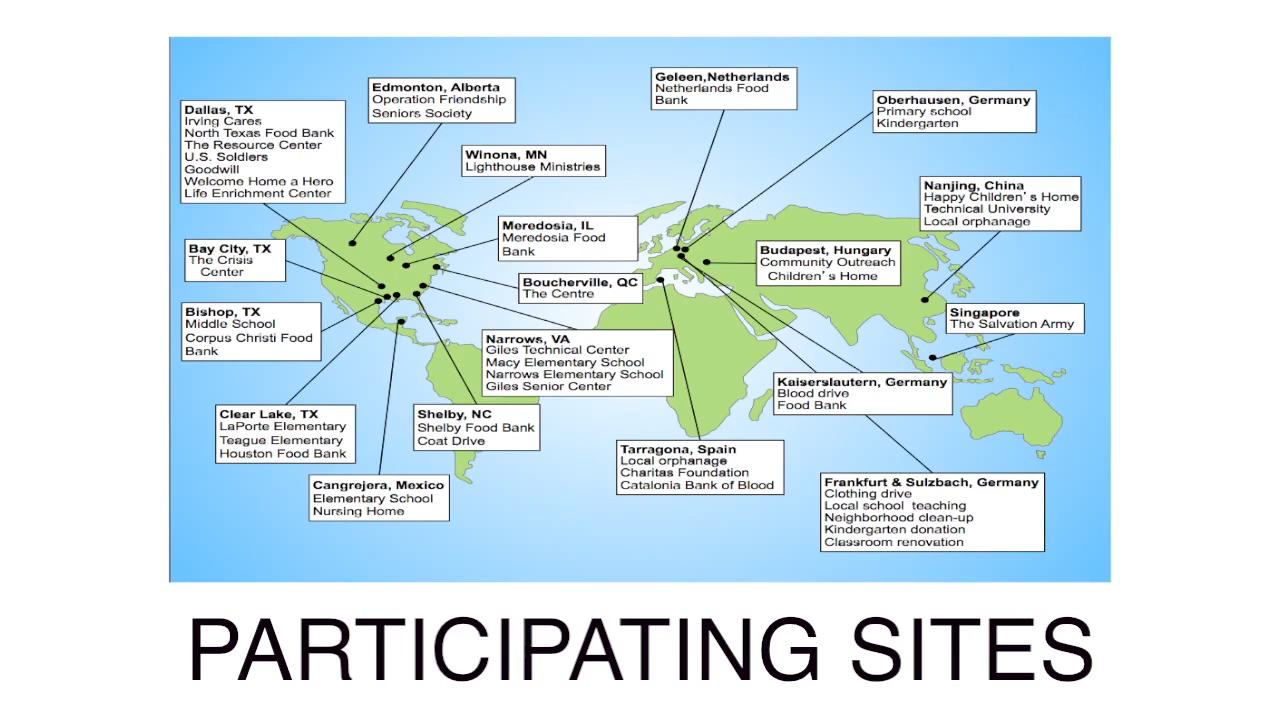 Edmonton, Alberta
Operation Friendship
Seniors Society
Geleen,Netherlands
Netherlands Food
Bank
Oberhausen, Germany
Primary school
Kindergarten
Dallas, TX
Irving Cares
North Texas Food Bank
The Resource Center
U.S. Soldiers
Goodwill
Welcome Home a Hero
Life Enrichment Center
Winona, MN
Lighthouse Ministries
Nanjing, China
Happy Children’s Home
Technical University
Local orphanage
Meredosia, IL
Meredosia Food
Bank
Bay City, TX
The Crisis
Center
Budapest, Hungary
Community Outreach
Children’s Home
Boucherville, QC
The Centre
Bishop, TX
Middle School
Corpus Christi Food
Bank
Singapore
The Salvation Army
Narrows, VA
Giles Technical Center
Macy Elementary School
Narrows Elementary School
Giles Senior Center
Kaiserslautern, Germany
Blood drive
Food Bank
Clear Lake, TX
LaPorte Elementary
Teague Elementary
Houston Food Bank
Shelby, NC
Shelby Food Bank
Coat Drive
Tarragona, Spain
Local orphanage
Charitas Foundation
Catalonia Bank of Blood
Cangrejera, Mexico
Elementary School
Nursing Home
Frankfurt & Sulzbach, Germany
Clothing drive
Local school teaching
Neighborhood clean-up
Kindergarten donation
Classroom renovation
PARTICIPATING SITES